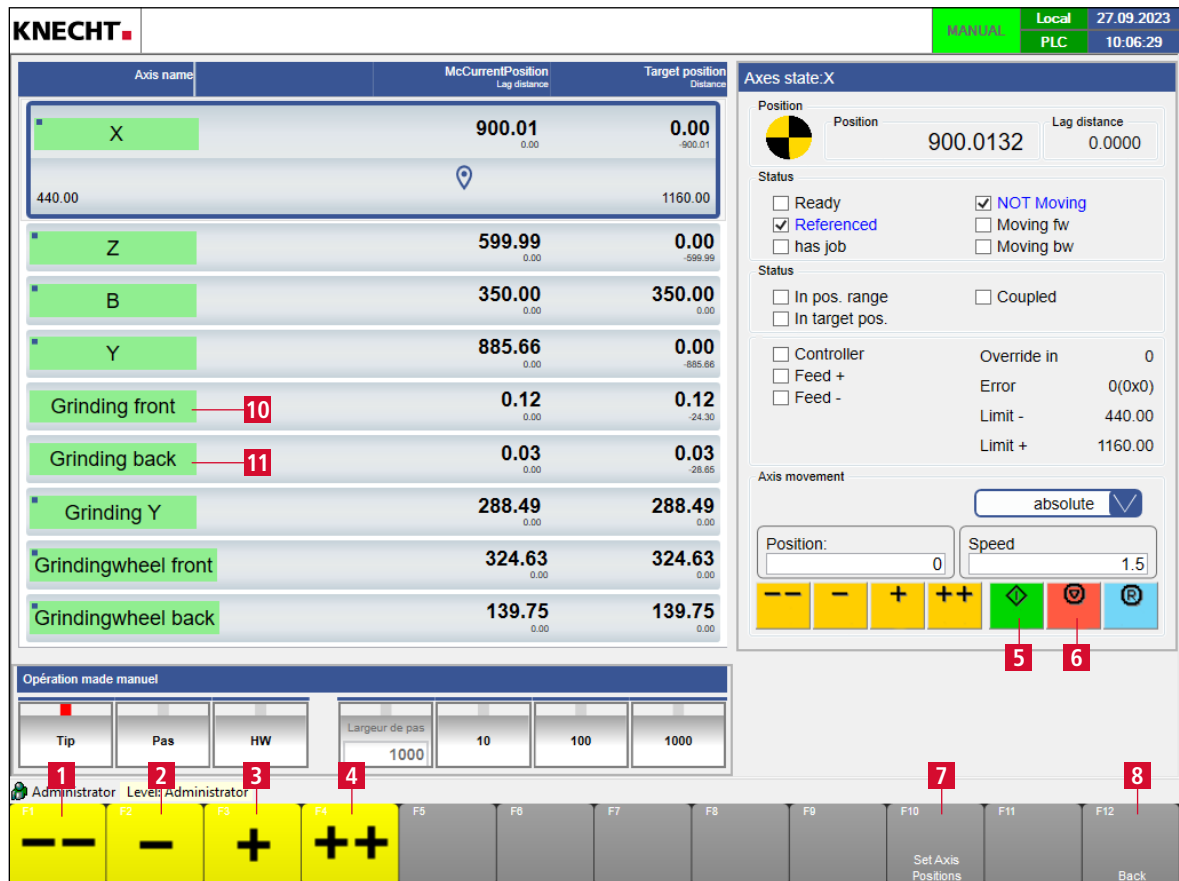 KNECHT
MANUAL
Local
27.09.2023
PLC
10:06:29
Axis name
McCurrentPosition
Lag distance
Target position
Distance
X
900.01
0.00
0.00
-900.01
440.00
1160.00
Z
599.99
0.00
0.00
-599.99
B
350.00
0.00
350.00
0.00
Y
885.66
0.00
0.00
-885.66
Grinding front
10
0.12
0.00
0.12
-24.30
Grinding back
11
0.03
0.00
0.03
-28.65
Grinding Y
288.49
0.00
288.49
0.00
Grindingwheel front
324.63
0.00
324.63
0.00
Grindingwheel back
139.75
0.00
139.75
0.00
Axes state:X
Position
Position
900.0132
Lag distance
0.0000
Status
Ready
NOT Moving
Referenced
Moving fw
has job
Moving bw
Status
In pos. range
Coupled
In target pos.
Controller
Override in 0
Feed +
Error 0(0x0)
Feed -
Limit - 440.00
Limit + 1160.00
Axis movement
absolute
Position:
0
Speed
1.5
-- - + ++ R
5 6
Opération made manuel
Tip
Pas
HW
Largeur de pas
1000
10
100
1000
1 2 3 4 7 8
Administrator Level: Administrator
F1 F2 F3 F4 F5 F6 F7 F8 F9 F10 F11 F12
-- - + ++
Set Axis
Positions
Back